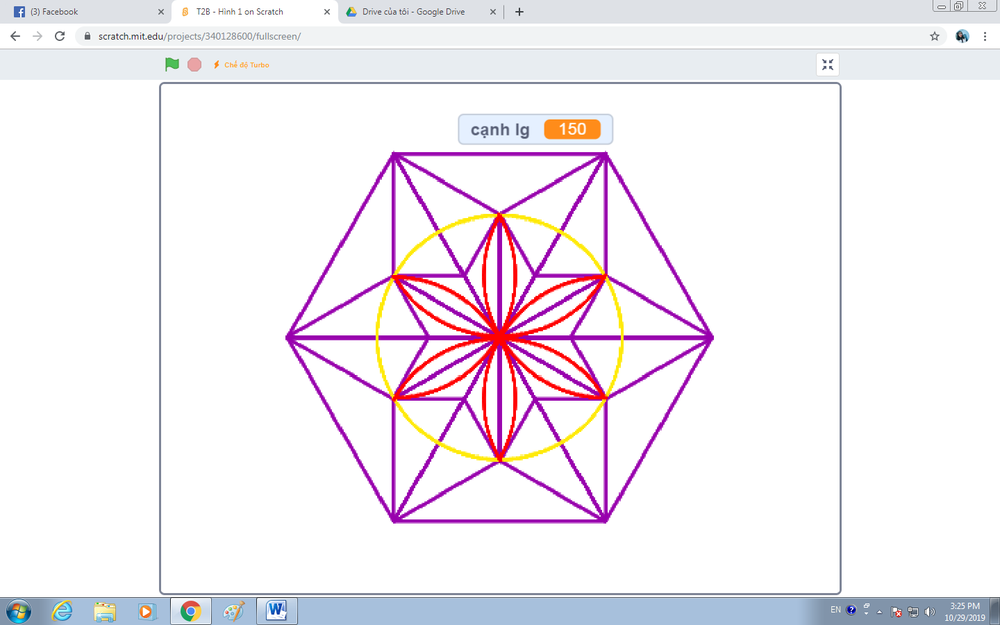 (3) Facebook
T2B - Hình 1 on Scratch
Drive của tôi - Google Drive
scratch.mit.edu/projects/340128600/fullscreen/
Chế độ Turbo
cạnh lg 150
EN
3:25 PM
10/29/2019